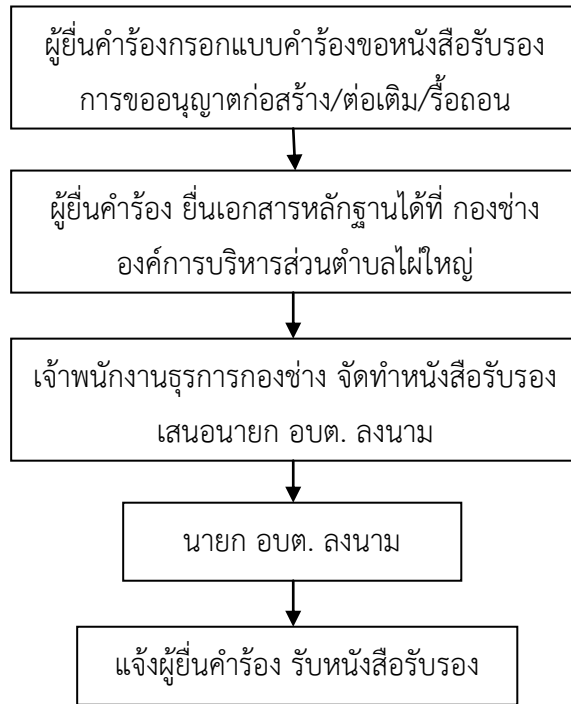 ผู้ยื่นคำร้องกรอกแบบคำร้องขอหนังสือรับรอง
การขออนุญาตก่อสร้าง/ต่อเติม/รื้อถอน
ผู้ยื่นคำร้อง ยื่นเอกสารหลักฐานได้ที่ กองช่าง
องค์การบริหารส่วนตำบลไผ่ใหญ่
เจ้าพนักงานธุรการกองช่าง จัดทำหนังสือรับรอง
เสนอนายก อบต. ลงนาม
นายก อบต. ลงนาม
แจ้งผู้ยื่นคำร้อง รับหนังสือรับรอง